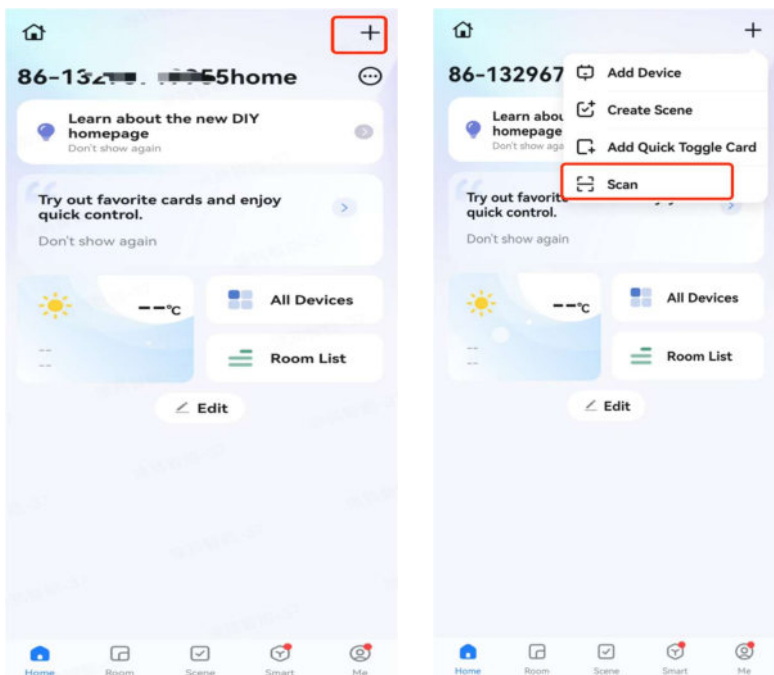 86-132 55home
Learn about the new DIY
homepage
Don't show again
Try out favorite cards and enjoy
quick control.
Don't show again
--°C
All Devices
--
--
Room List
Edit
Home
Room
Scene
Smart
Me
86-132967
Add Device
Learn abou
Create Scene
homepage
Don't show aga
Add Quick Toggle Card
Scan
Try out favorite
quick control.
Don't show again
--°C
All Devices
--
--
Room List
Edit
Home
Room
Scene
Smart
Me